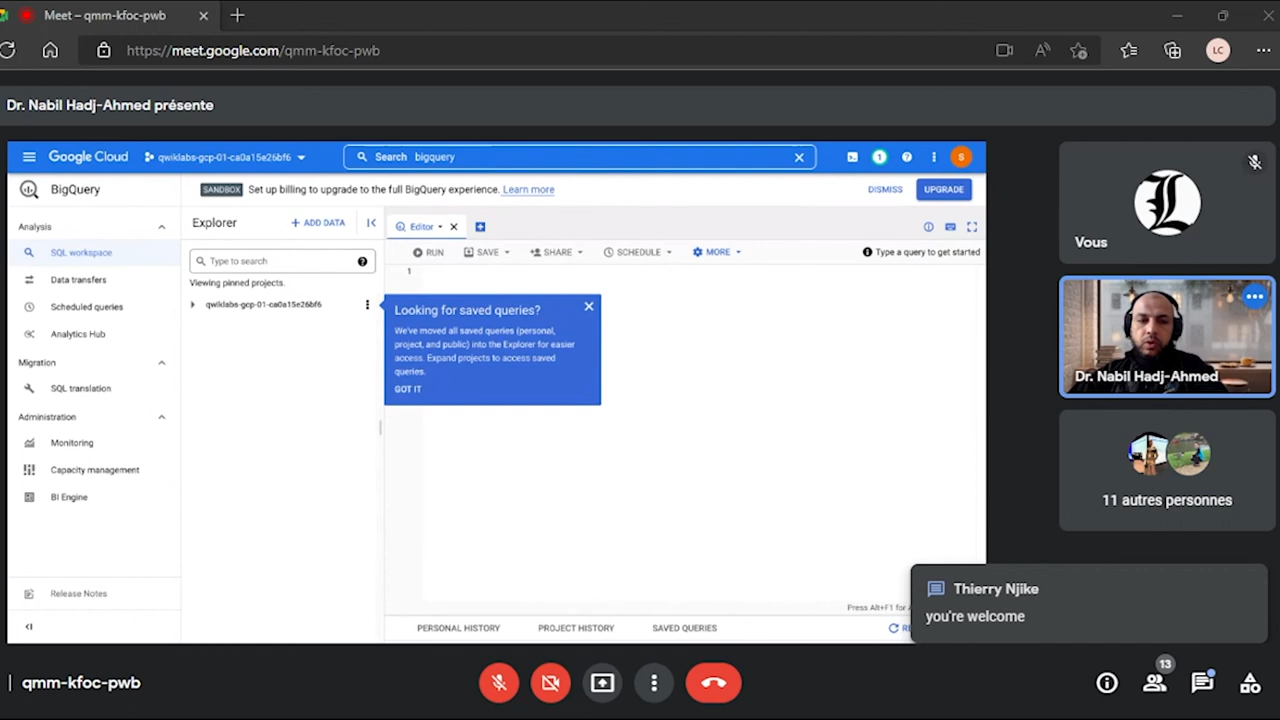 Meet – qmm-kfoc-pwb
https://meet.google.com/qmm-kfoc-pwb
LC
Dr. Nabil Hadj-Ahmed présente
Google Cloud
qwiklabs-gcp-01-ca0a15e26bf6
Search bigquery
1
S
BigQuery
SANDBOX Set up billing to upgrade to the full BigQuery experience. Learn more
DISMISS
UPGRADE
Analysis
SQL workspace
Data transfers
Scheduled queries
Analytics Hub
Migration
SQL translation
Administration
Monitoring
Capacity management
BI Engine
Release Notes
Explorer
+ ADD DATA
Type to search
Viewing pinned projects.
qwiklabs-gcp-01-ca0a15e26bf6
Editor
RUN
SAVE
SHARE
SCHEDULE
MORE
Type a query to get started
1
Looking for saved queries?
We've moved all saved queries (personal,
project, and public) into the Explorer for easier
access. Expand projects to access saved
queries.
GOT IT
Press Alt+F1 for
PERSONAL HISTORY
PROJECT HISTORY
SAVED QUERIES
Vous
Dr. Nabil Hadj-Ahmed
11 autres personnes
Thierry Njike
you're welcome
qmm-kfoc-pwb
13